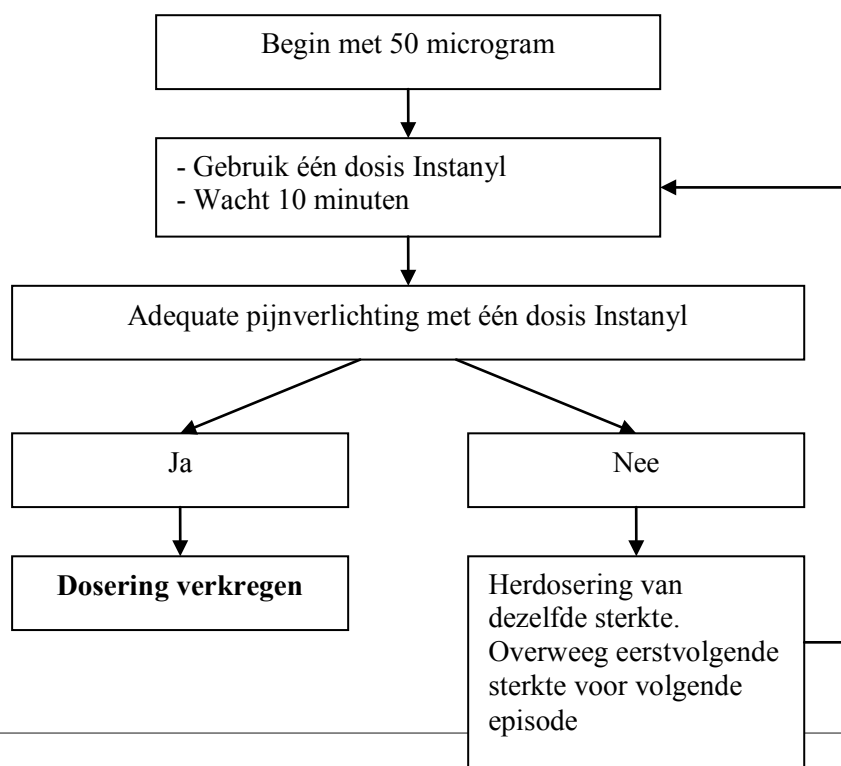 Begin met 50 microgram
- Gebruik één dosis Instanyl
- Wacht 10 minuten
Adequate pijnverlichting met één dosis Instanyl
Ja
Nee
Dosering verkregen
Herdosering van
dezelfde sterkte.
Overweeg eerstvolgende
sterkte voor volgende
episode